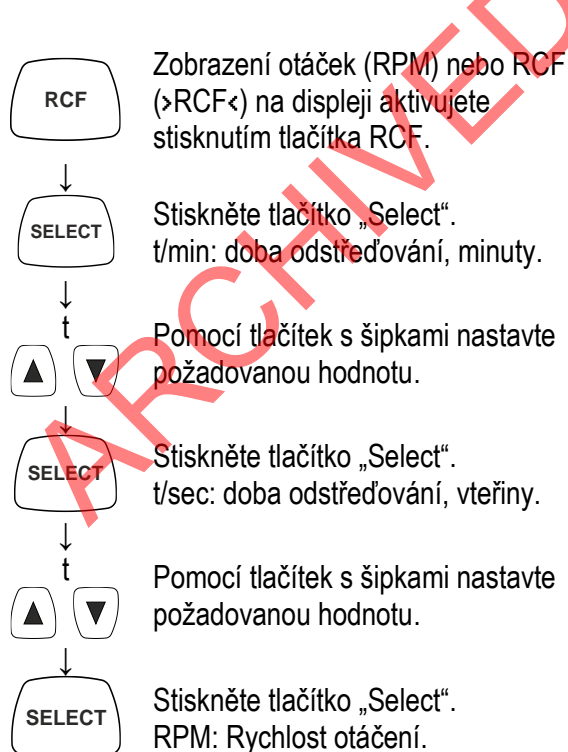 RCF
Zobrazení otáček (RPM) nebo RCF
(›RCF‹) na displeji aktivujete
stisknutím tlačítka RCF.
↓
SELECT
Stiskněte tlačítko „Select“.
t/min: doba odstřeďování, minuty.
↓
t
▲ ▼
Pomocí tlačítek s šipkami nastavte
požadovanou hodnotu.
↓
SELECT
Stiskněte tlačítko „Select“.
t/sec: doba odstřeďování, vteřiny.
↓
t
▲ ▼
Pomocí tlačítek s šipkami nastavte
požadovanou hodnotu.
↓
SELECT
Stiskněte tlačítko „Select“.
RPM: Rychlost otáčení.
ARCHIVED